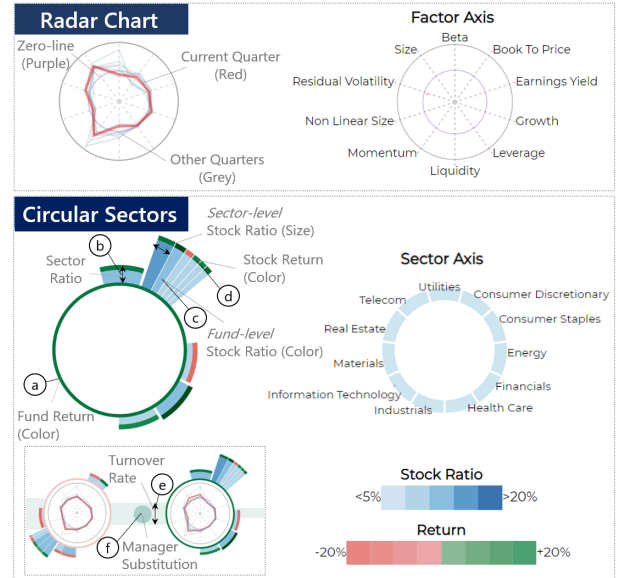 Radar Chart
Zero-line
(Purple)
Current Quarter
(Red)
Other Quarters
(Grey)
Factor Axis
Beta
Size
Book To Price
Residual Volatility
Earnings Yield
Non Linear Size
Growth
Momentum
Leverage
Liquidity
Circular Sectors
Sector-level
Stock Ratio (Size)
b
Sector
Ratio
Stock Return
(Color)
d
c
Fund-level
Stock Ratio (Color)
a
Fund Return
(Color)
Sector Axis
Utilities
Telecom
Consumer Discretionary
Real Estate
Consumer Staples
Materials
Energy
Information Technology
Financials
Industrials
Health Care
Turnover
Rate
e
f
Manager
Substitution
Stock Ratio
<5%
>20%
Return
-20%
+20%